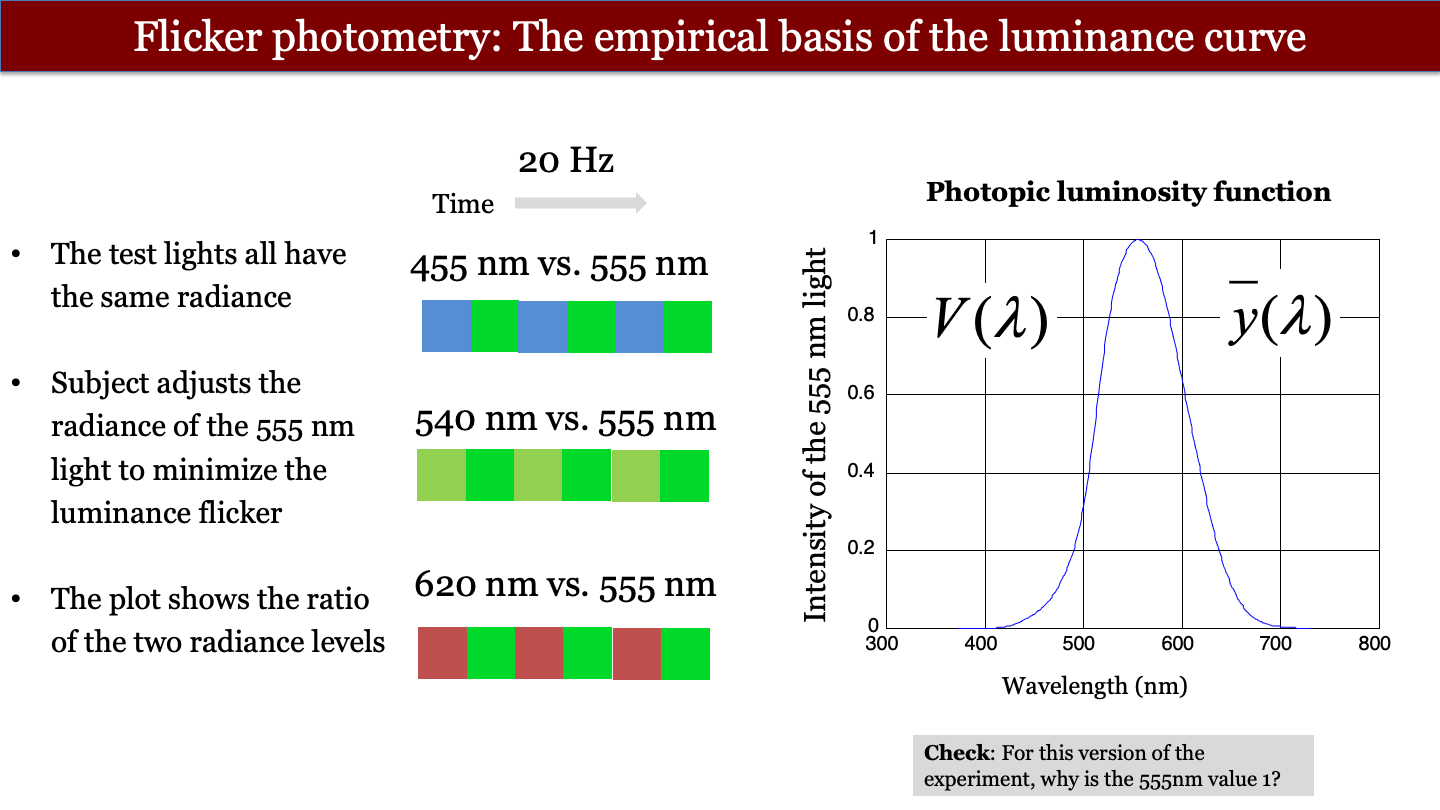 Flicker photometry: The empirical basis of the luminance curve
• The test lights all have
the same radiance
• Subject adjusts the
radiance of the 555 nm
light to minimize the
luminance flicker
• The plot shows the ratio
of the two radiance levels
20 Hz
Time
455 nm vs. 555 nm
540 nm vs. 555 nm
620 nm vs. 555 nm
Photopic luminosity function
Intensity of the 555 nm light
1
0.8
0.6
0.4
0.2
0
V(λ)
y̅(λ)
300 400 500 600 700 800
Wavelength (nm)
Check: For this version of the
experiment, why is the 555nm value 1?